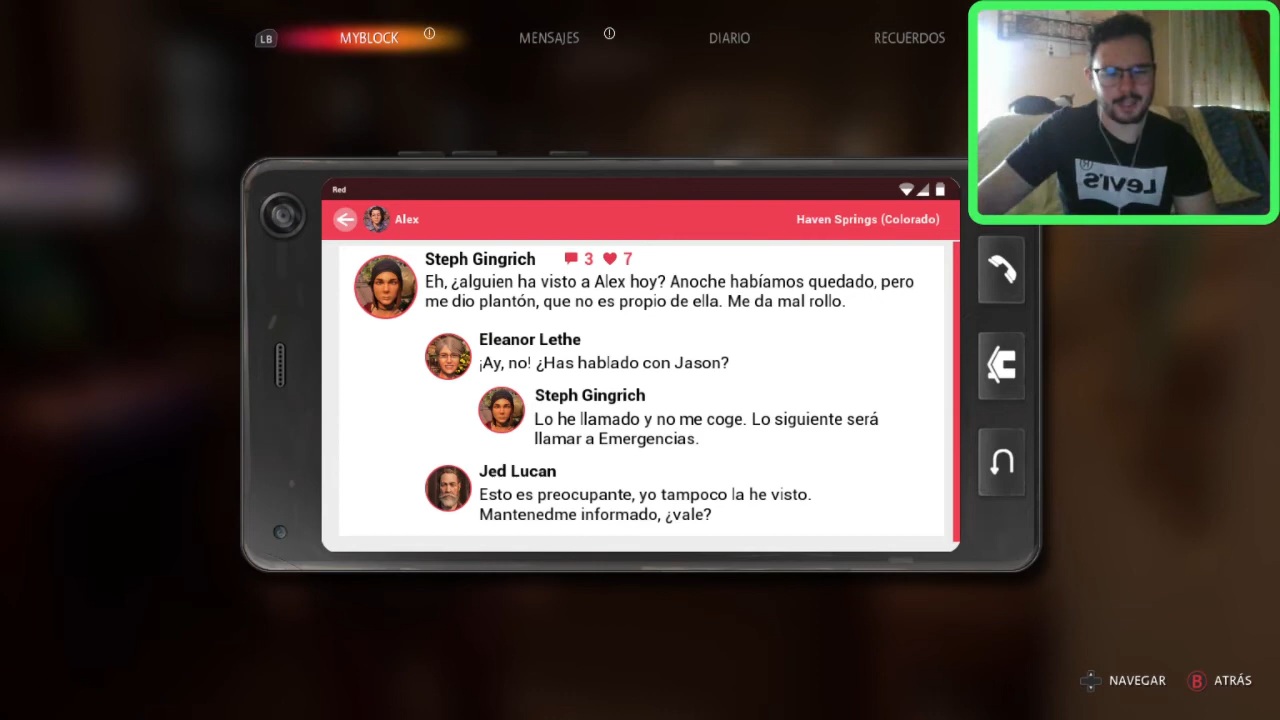 LB MYBLOCK MENSAJES DIARIO RECUERDOS
LEVI'S
Red
Alex Haven Springs (Colorado)
Steph Gingrich 3 7
Eh, ¿alguien ha visto a Alex hoy? Anoche habíamos quedado, pero
me dio plantón, que no es propio de ella. Me da mal rollo.
Eleanor Lethe
¡Ay, no! ¿Has hablado con Jason?
Steph Gingrich
Lo he llamado y no me coge. Lo siguiente será
llamar a Emergencias.
Jed Lucan
Esto es preocupante, yo tampoco la he visto.
Mantenedme informado, ¿vale?
NAVEGAR B ATRÁS